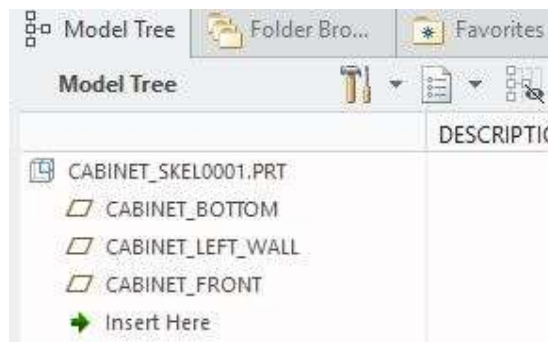 Model Tree Folder Bro... Favorites
Model Tree
DESCRIPTIO
CABINET_SKEL0001.PRT
CABINET_BOTTOM
CABINET_LEFT_WALL
CABINET_FRONT
Insert Here